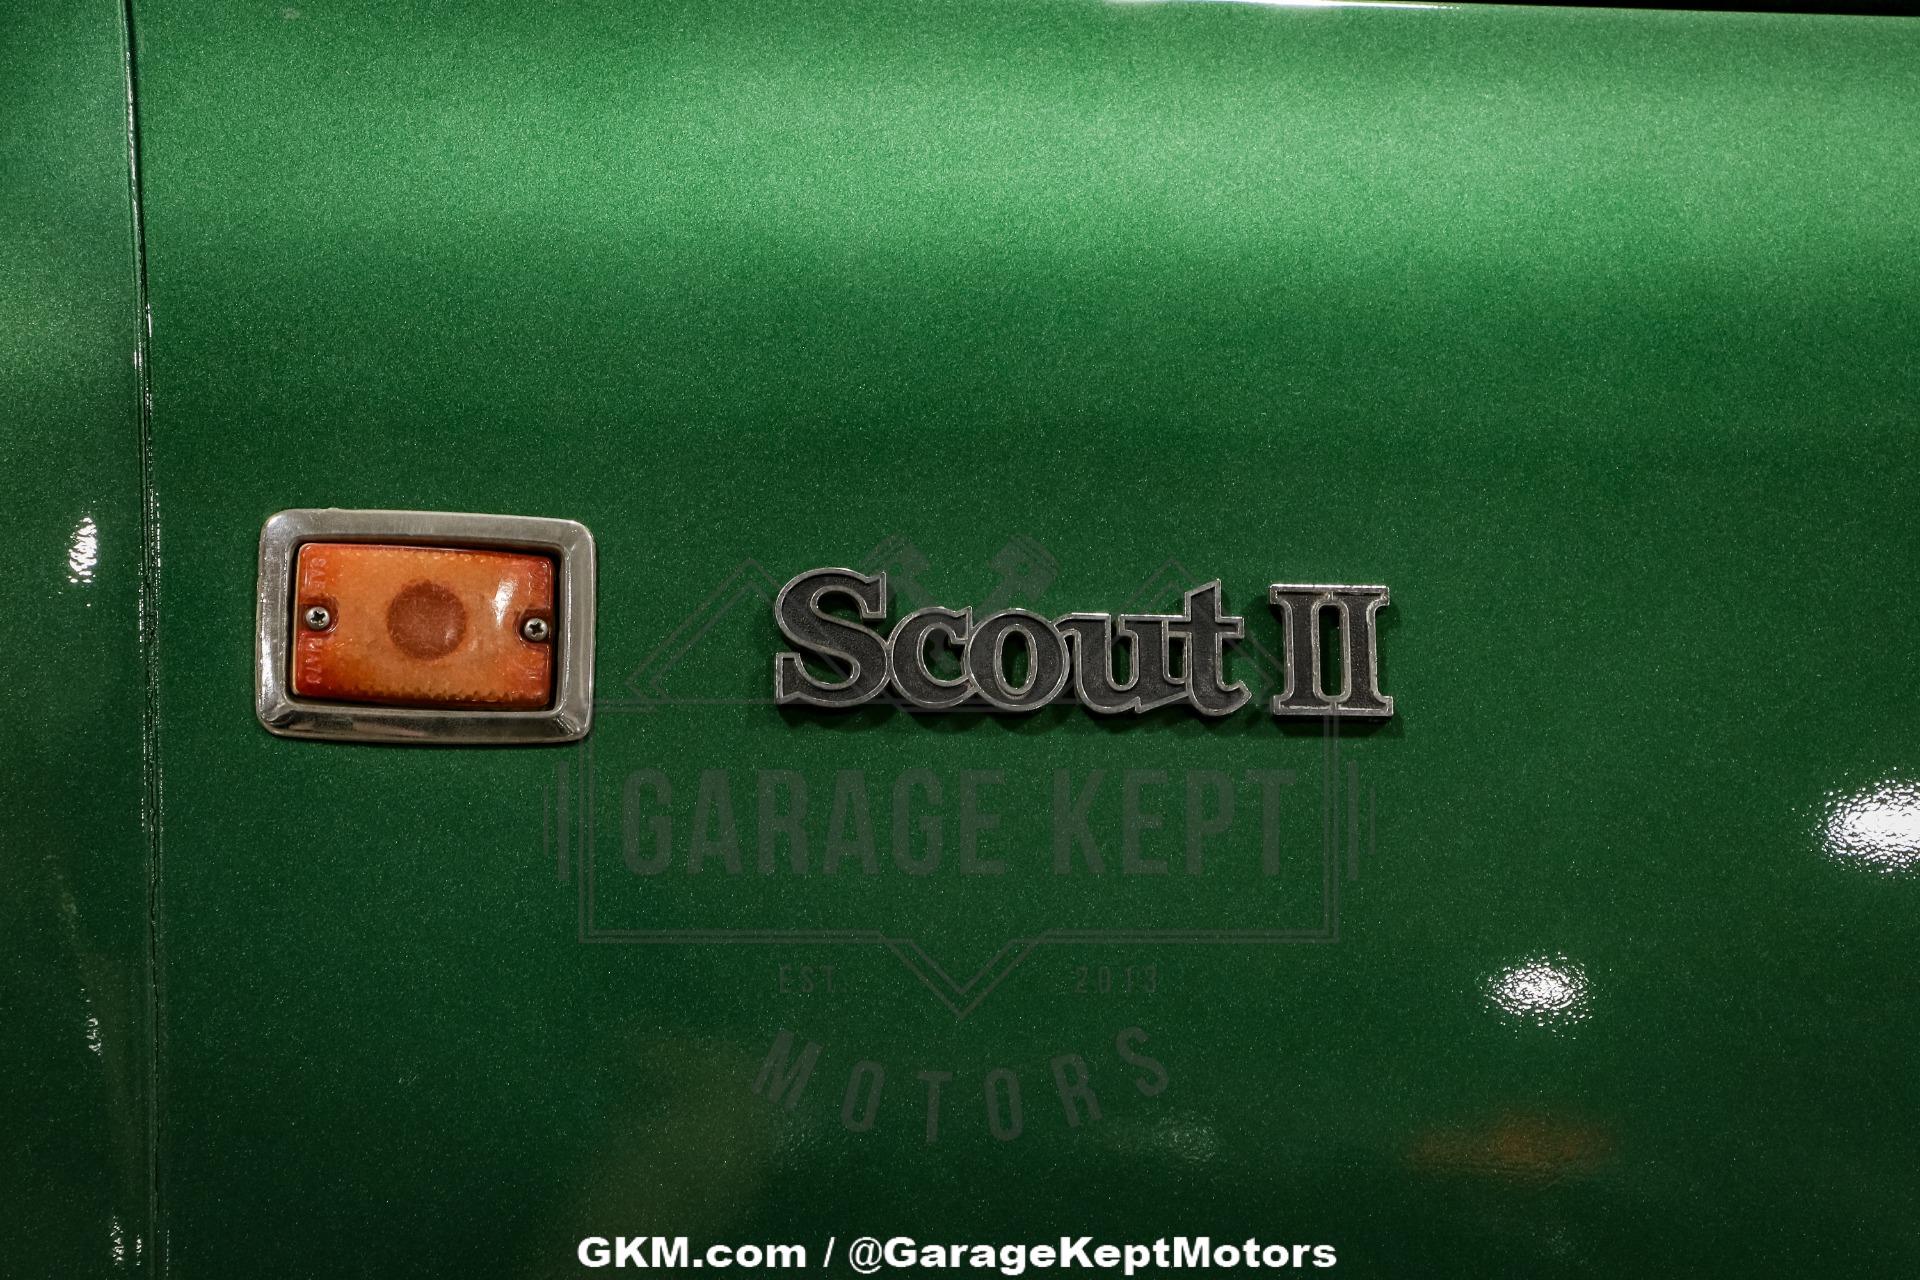 Scout II
GARAGE KEPT
EST. 2013
MOTORS
GKM.com / @GarageKeptMotors